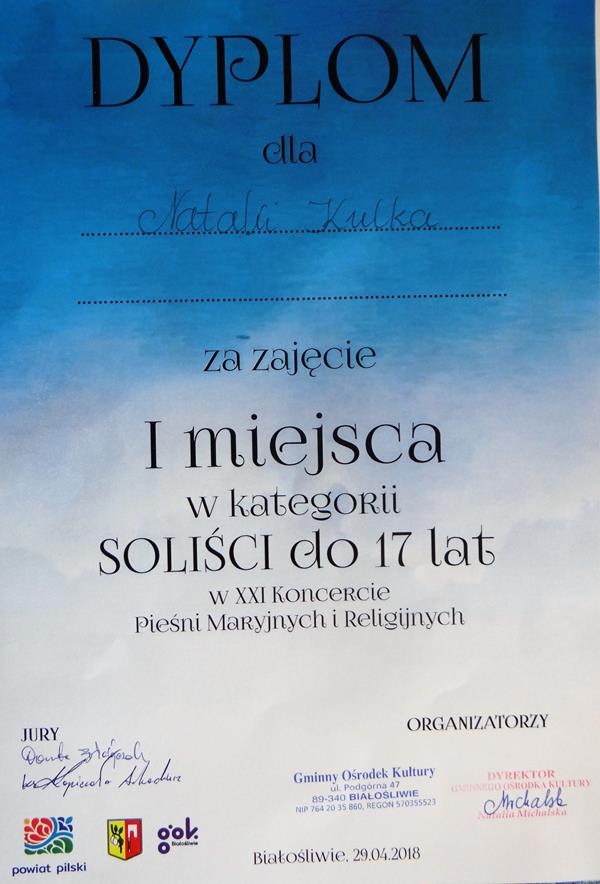 DYPLOM
dla
Natalii Kulka
za zajęcie
I miejsca
w kategorii
SOLIŚCI do 17 lat
w XXI Koncercie
Pieśni Maryjnych i Religijnych
JURY
ORGANIZATORZY
Gminny Ośrodek Kultury
ul. Podgórna 47
89-340 BIAŁOŚLIWIE
NIP 764 20 35 860, REGON 570355523
DYREKTOR
GMINNEGO OŚRODKA KULTURY
Michalsk
Natalia Michalska
powiat pilski
gok
Białośliwie
Białośliwie, 29.04.2018